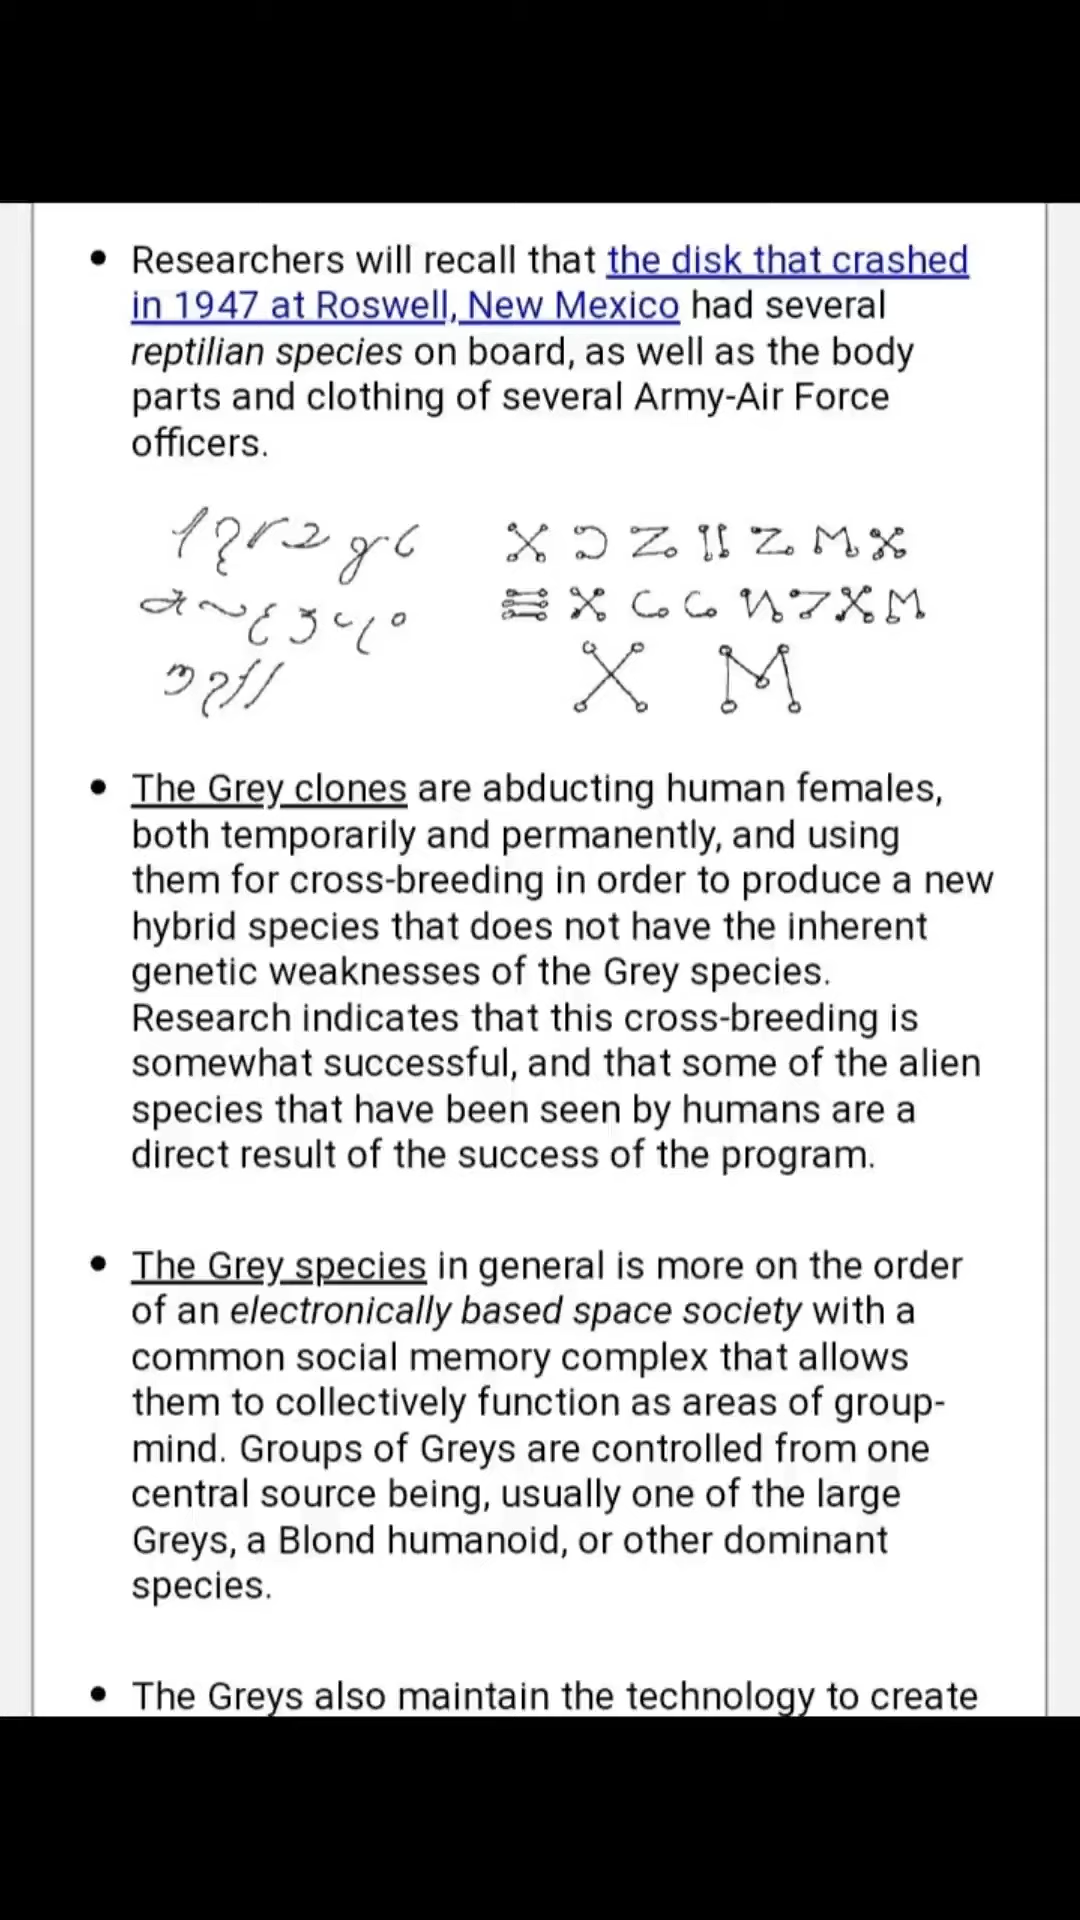 Researchers will recall that the disk that crashed
in 1947 at Roswell, New Mexico had several
reptilian species on board, as well as the body
parts and clothing of several Army-Air Force
officers.
The Grey clones are abducting human females,
both temporarily and permanently, and using
them for cross-breeding in order to produce a new
hybrid species that does not have the inherent
genetic weaknesses of the Grey species.
Research indicates that this cross-breeding is
somewhat successful, and that some of the alien
species that have been seen by humans are a
direct result of the success of the program.
The Grey species in general is more on the order
of an electronically based space society with a
common social memory complex that allows
them to collectively function as areas of group-
mind. Groups of Greys are controlled from one
central source being, usually one of the large
Greys, a Blond humanoid, or other dominant
species.
The Greys also maintain the technology to create